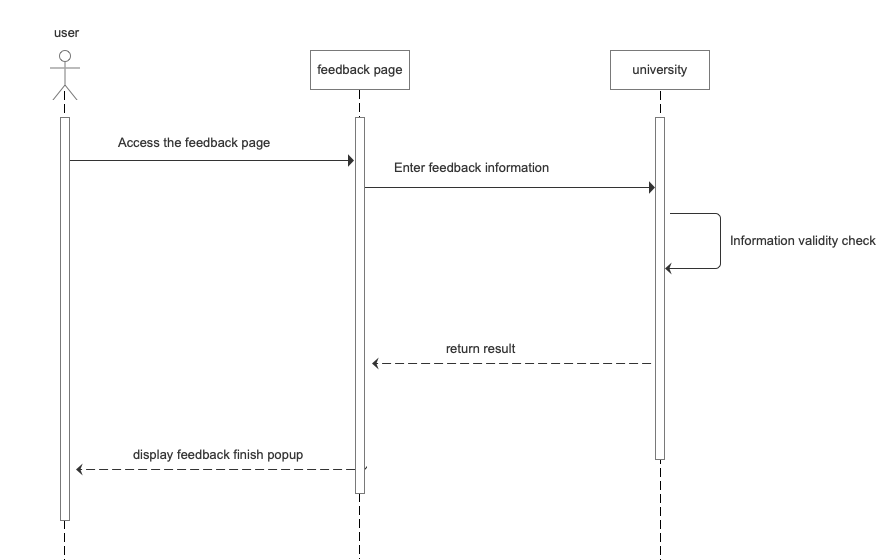 user
feedback page
university
Access the feedback page
Enter feedback information
Information validity check
return result
display feedback finish popup